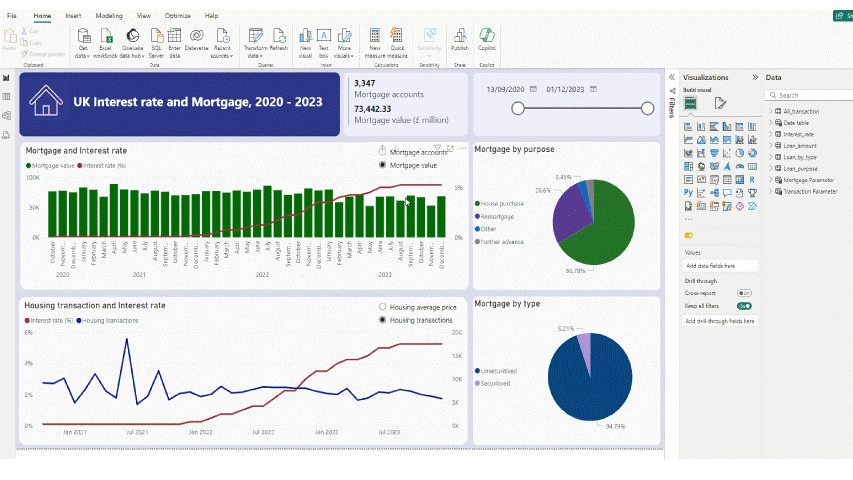 File Home Insert Modeling View Optimize Help
Paste
Cut
Copy
Format painter
Get data
Excel workbook
OneLake data hub
SQL Server
Enter data
Dataverse
Recent sources
Transform data
Refresh
New visual
Text box
More visuals
New measure
Quick measure
Sensitivity
Publish
Copilot
Clipboard Data Queries Insert Calculations Sensitivity Share Copilot
UK Interest rate and Mortgage, 2020 - 2023
3,347
Mortgage accounts
73,442.33
Mortgage value (£ million)
13/09/2020 01/12/2023
Filters
Mortgage and Interest rate
Mortgage accounts
Mortgage value
Mortgage value Interest rate (%)
100K
50K
0K
5%
0%
October Novem... Decemb... January February March April May June July August Septem... October Novem... Decemb... January February March April May June July August Septem... October Novem... Decemb... January February March April May June July August Septem... October Novem... Decemb...
2020 2021 2022 2023
Mortgage by purpose
House purchase
Remortgage
Other
Further advance
3.45%
26.6%
66.78%
Housing transaction and Interest rate
Housing average price
Housing transactions
Interest rate (%) Housing transactions
6%
4%
2%
0%
20K
15K
10K
5K
0K
Jan 2021 Jul 2021 Jan 2022 Jul 2022 Jan 2023 Jul 2023
Mortgage by type
Unsecuritised
Securitised
5.21%
94.79%
Visualizations
Build visual
Values
Add data fields here
Drill through
Cross-report
Keep all filters
Add drill-through fields here
Data
Search
All_transaction
Date table
Interest_rate
Loan_amount
Loan_by_type
Loan_purpose
Mortgage Parameter
Transaction Parameter